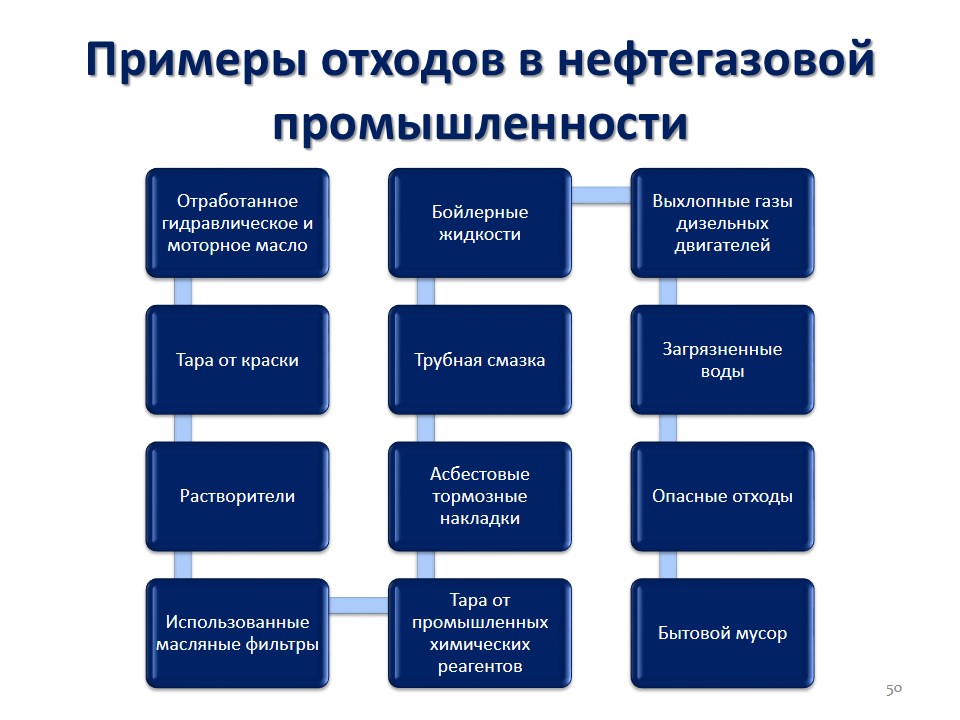 Примеры отходов в нефтегазовой
промышленности
Отработанное
гидравлическое и
моторное масло
Тара от краски
Растворители
Использованные
масляные фильтры
Тара от
промышленных
химических
реагентов
Асбестовые
тормозные
накладки
Трубная смазка
Бойлерные
жидкости
Выхлопные газы
дизельных
двигателей
Загрязненные
воды
Опасные отходы
Бытовой мусор
50